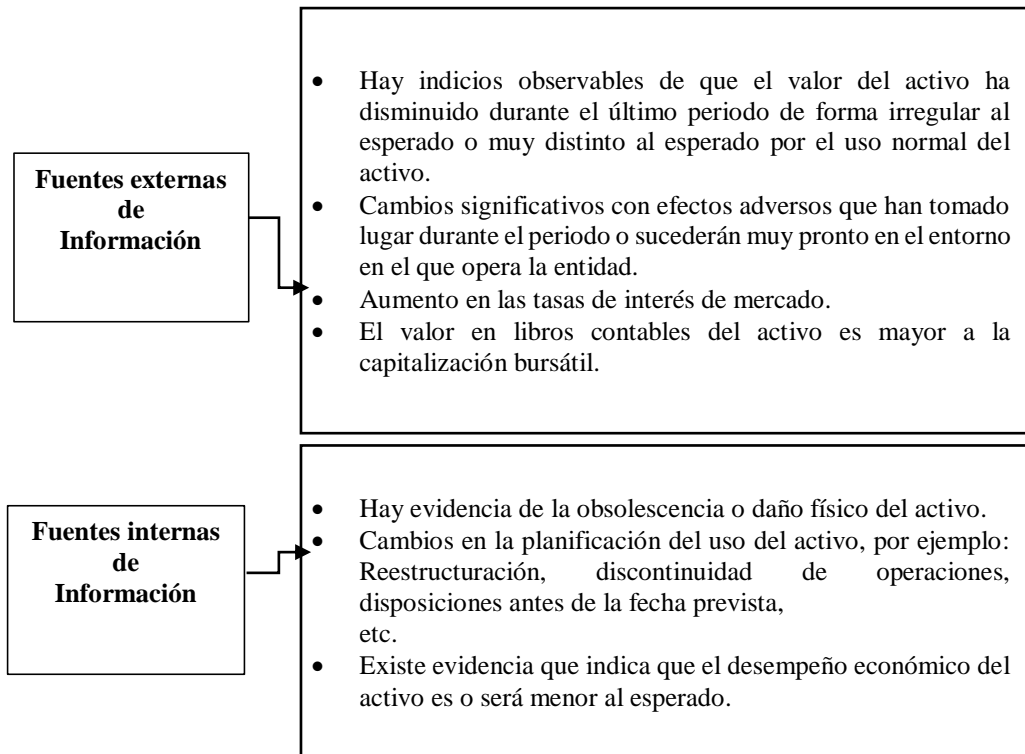 Fuentes externas
de
Información
• Hay indicios observables de que el valor del activo ha
disminuido durante el último periodo de forma irregular al
esperado o muy distinto al esperado por el uso normal del
activo.
• Cambios significativos con efectos adversos que han tomado
lugar durante el periodo o sucederán muy pronto en el entorno
en el que opera la entidad.
• Aumento en las tasas de interés de mercado.
• El valor en libros contables del activo es mayor a la
capitalización bursátil.
Fuentes internas
de
Información
• Hay evidencia de la obsolescencia o daño físico del activo.
• Cambios en la planificación del uso del activo, por ejemplo:
Reestructuración, discontinuidad de operaciones,
disposiciones antes de la fecha prevista,
etc.
• Existe evidencia que indica que el desempeño económico del
activo es o será menor al esperado.